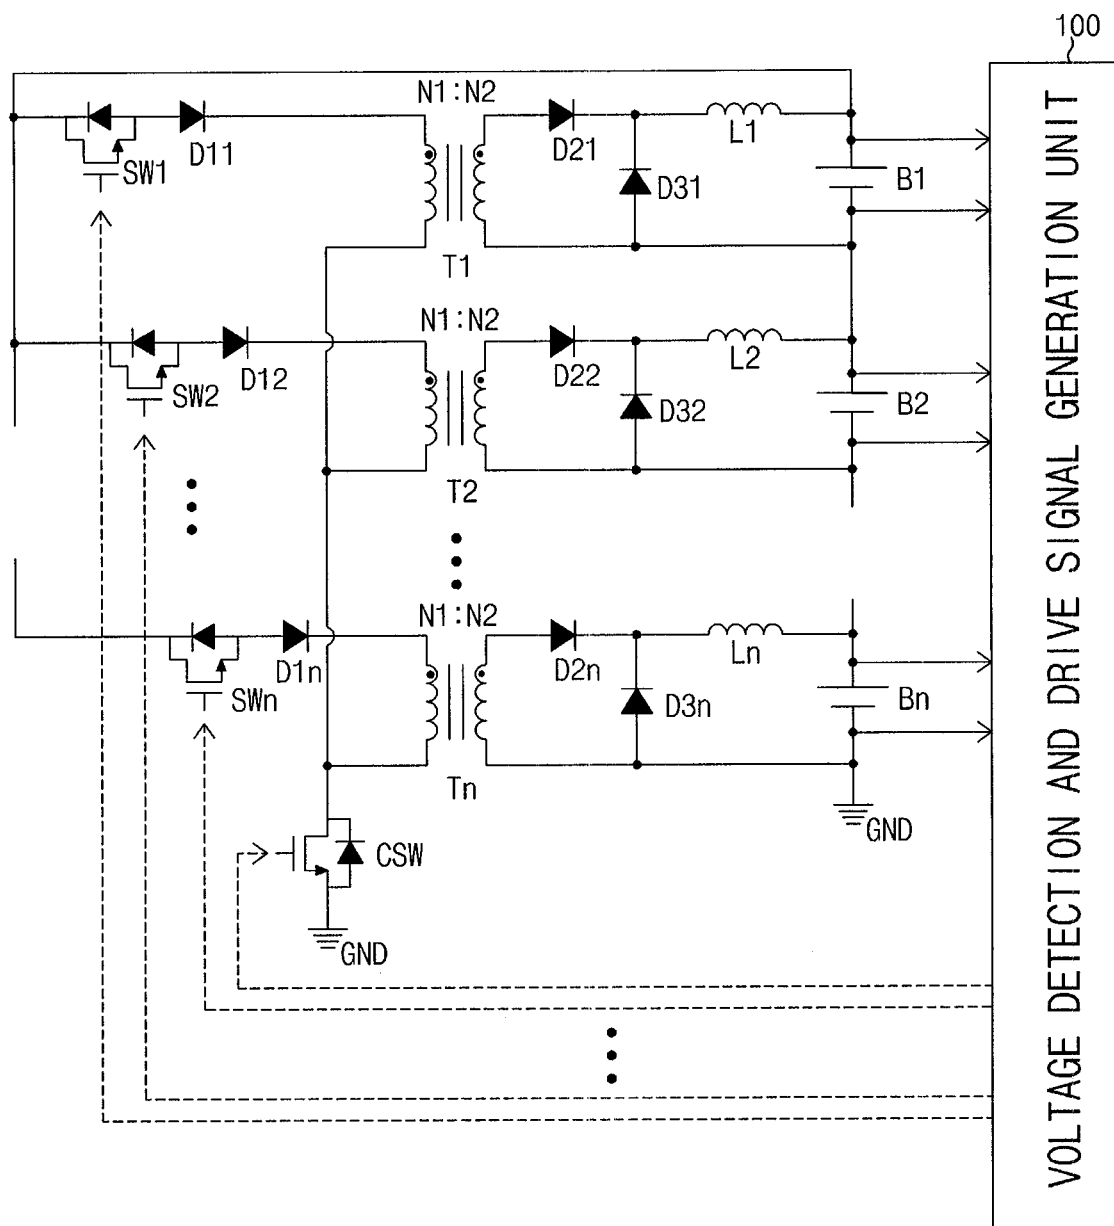 100
N1:N2
D11
SW1
D21
L1
D31
B1
T1
N1:N2
D12
SW2
D22
L2
D32
B2
T2
N1:N2
D1n
SWn
D2n
Ln
D3n
Bn
Tn
GND
CSW
GND
VOLTAGE DETECTION AND DRIVE SIGNAL GENERATION UNIT